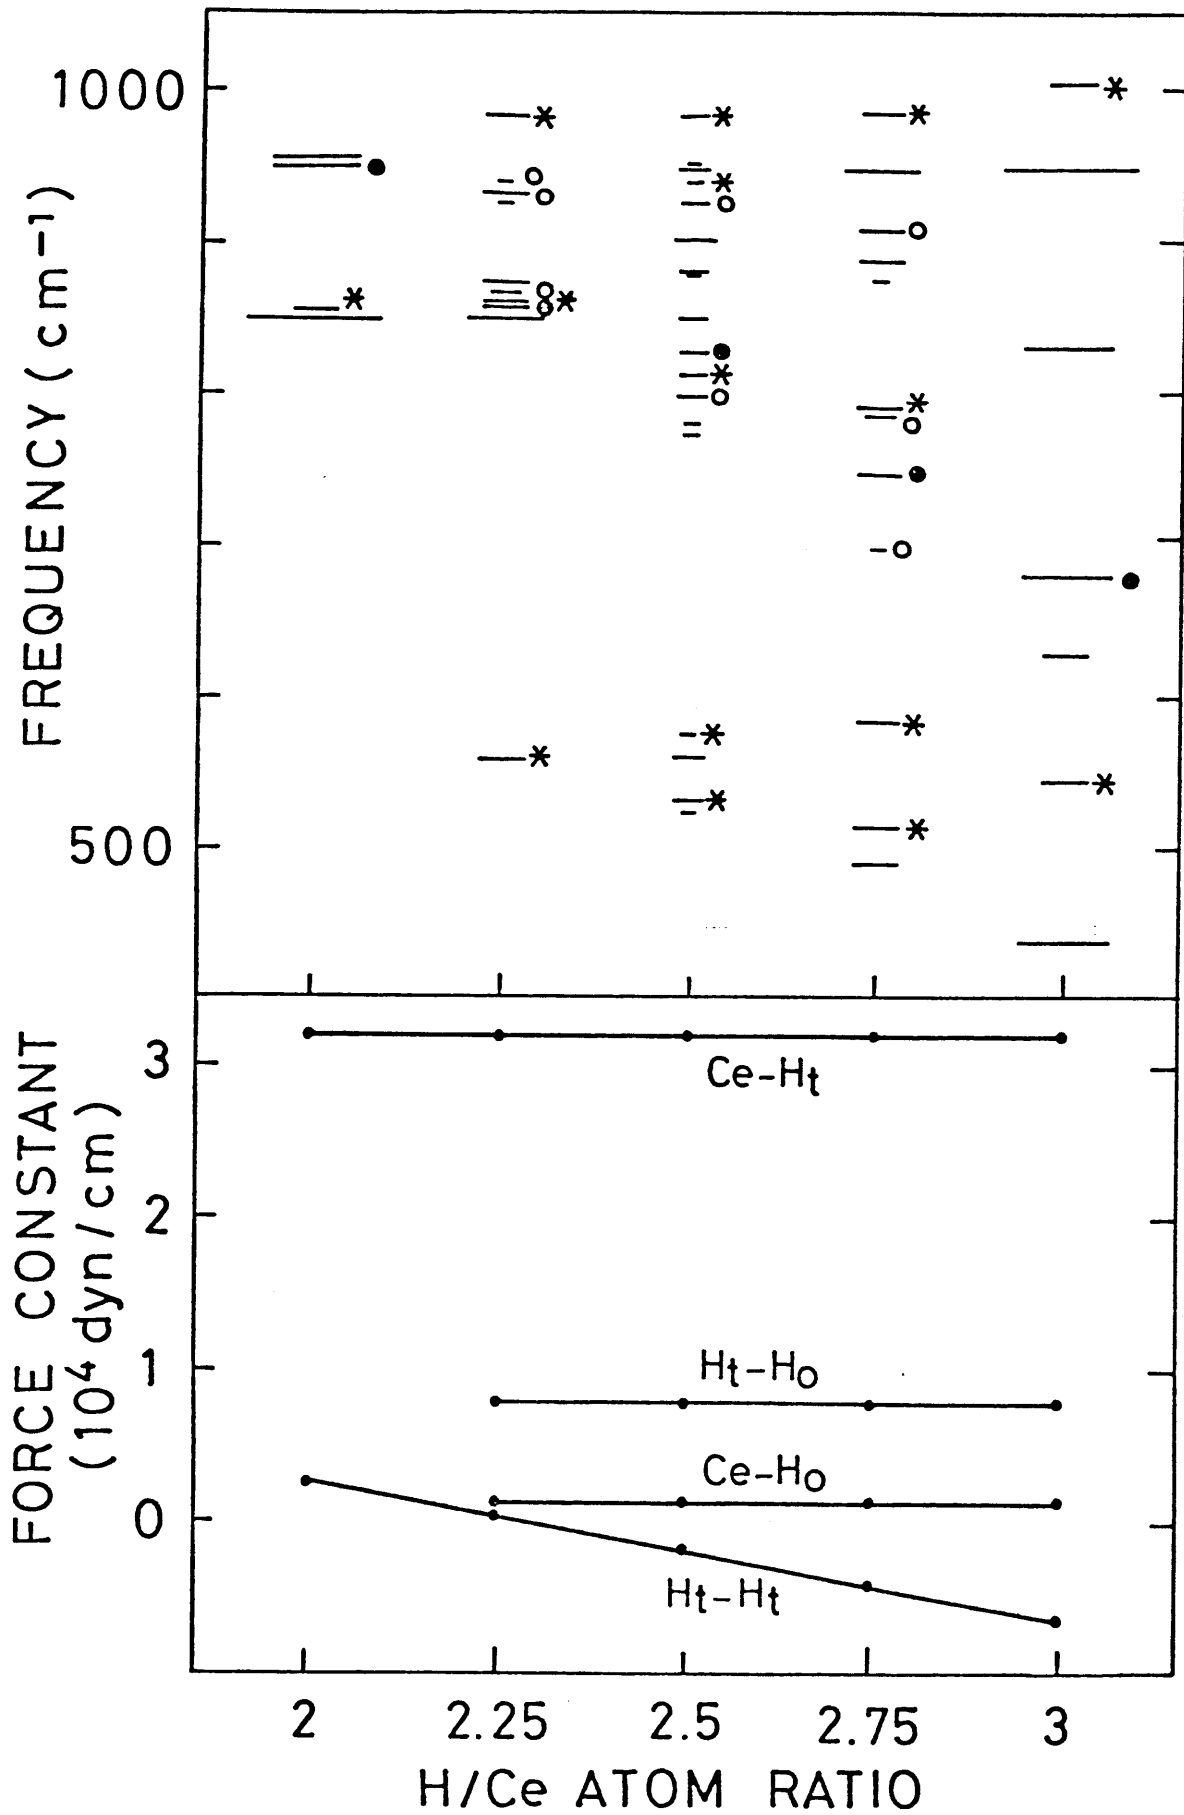 1000
500
FREQUENCY (cm⁻¹)
3
2
1
0
FORCE CONSTANT
(10⁴ dyn/cm)
Ce-Ht
Ht-Ho
Ce-Ho
Ht-Ht
2 2.25 2.5 2.75 3
H/Ce ATOM RATIO